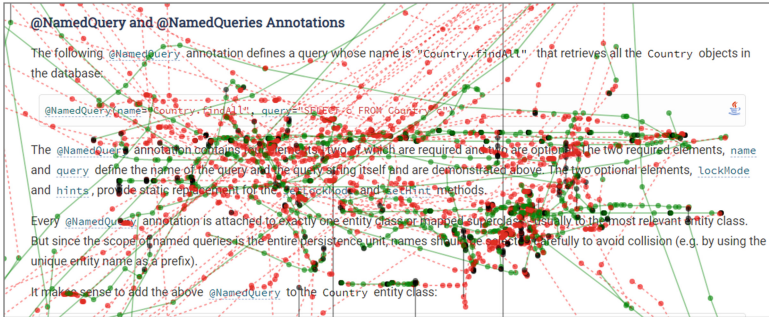 @NamedQuery and @NamedQueries Annotations
The following @NamedQuery annotation defines a query whose name is "Country.findAll" that retrieves all the Country objects in
the database:
@NamedQuery(name="Country.findAll", query="SELECT c FROM Country c")
The @NamedQuery annotation contains four elements - two of which are required and two are optional. The two required elements, name
and query define the name of the query and the query string itself and are demonstrated above. The two optional elements, lockMode
and hints, provide static replacement for the setLockMode and setHint methods.
Every @NamedQuery annotation is attached to exactly one entity class or mapped superclass - usually to the most relevant entity class.
But since the scope of named queries is the entire persistence unit, names should be selected carefully to avoid collision (e.g. by using the
unique entity name as a prefix).
It makes sense to add the above @NamedQuery to the Country entity class: